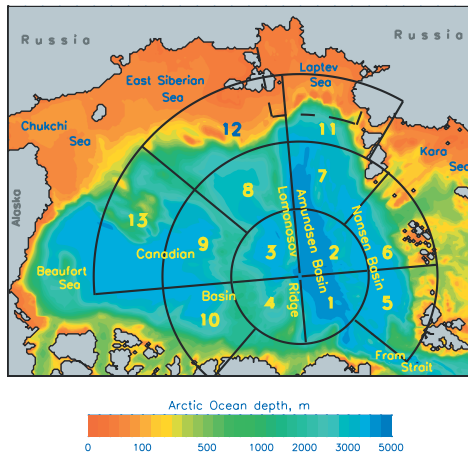 Russia
Russia
Laptev
Sea
East Siberian
Sea
Chukchi
Sea
12
11
Kara
Sea
7
8
Alaska
13
Lomonosov
Amundsen Basin
Nansen Basin
9
Canadian
3
2
6
Beaufort
Sea
Basin
4
Ridge
1
5
10
Fram
Strait
Arctic Ocean depth, m
0 100 500 1000 2000 3000 5000